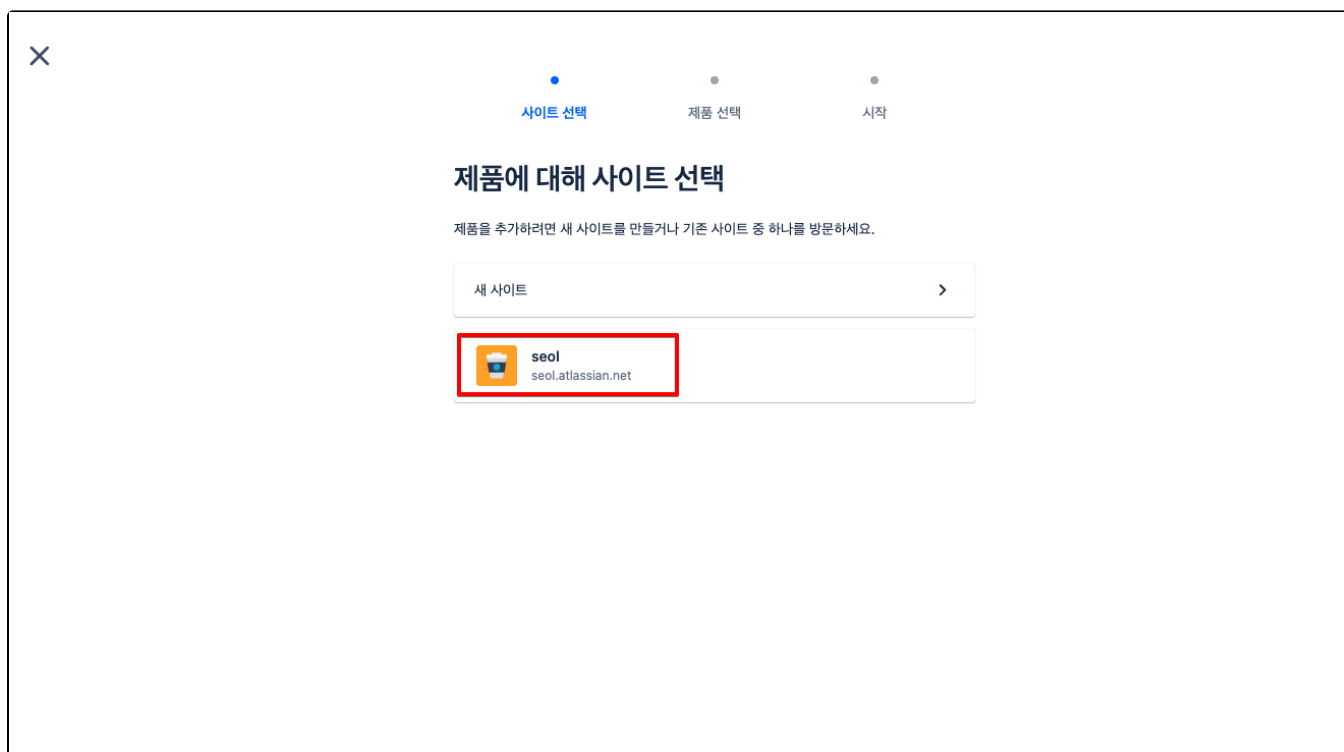 사이트 선택
제품 선택
시작
제품에 대해 사이트 선택
제품을 추가하려면 새 사이트를 만들거나 기존 사이트 중 하나를 방문하세요.
새 사이트
seol
seol.atlassian.net